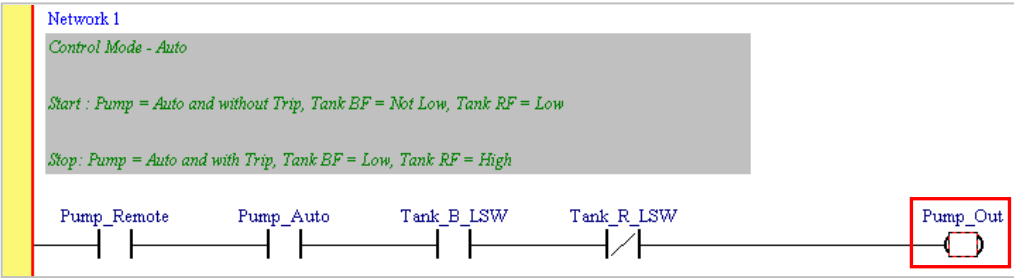 Network 1
Control Mode - Auto
Start : Pump = Auto and without Trip, Tank BF = Not Low, Tank RF = Low
Stop: Pump = Auto and with Trip, Tank BF = Low, Tank RF = High
Pump_Remote Pump_Auto Tank_B_LSW Tank_R_LSW Pump_Out